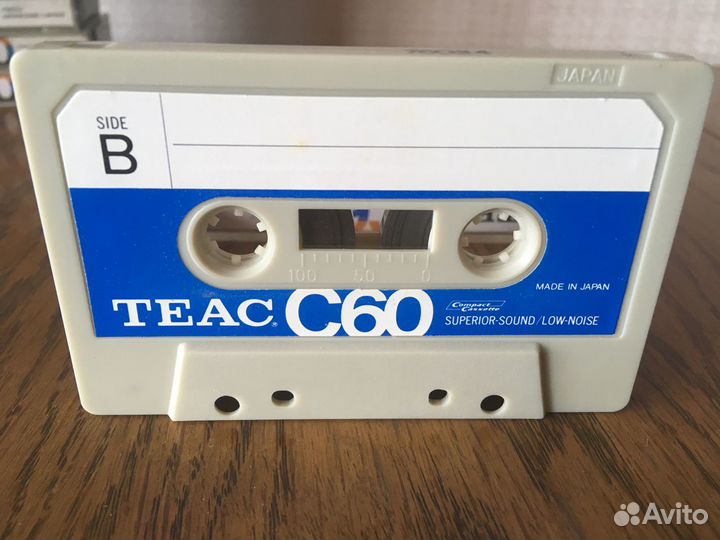 JAPAN
SIDE
B
100 50 0
MADE IN JAPAN
TEAC® C60
Compact Cassette
SUPERIOR-SOUND/LOW-NOISE
Avito